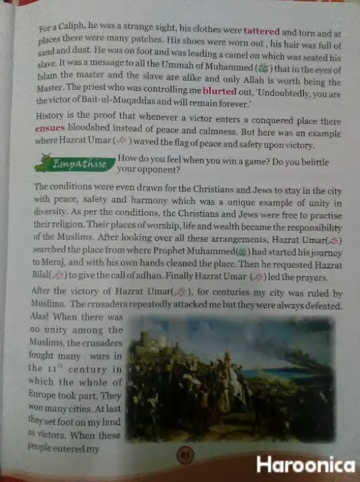 For a Caliph, he was a strange sight, his clothes were tattered and torn and at
places there were many patches. His shoes were worn out , his hair was full of
sand and dust. He was on foot and was leading a camel on which was seated his
slave. It was a message to all the Ummah of Muhammed (ﷺ) that in the eyes of
Islam the master and the slave are alike and only Allah is worth being the
Master. The priest who was controlling me blurted out, 'Undoubtedly, you are
the victor of Bait-ul-Muqaddas and will remain forever.'
History is the proof that whenever a victor enters a conquered place there
ensues bloodshed instead of peace and calmness. But here was an example
where Hazrat Umar () waved the flag of peace and safety upon victory.
Empathise
How do you feel when you win a game? Do you belittle
your opponent?
The conditions were even drawn for the Christians and Jews to stay in the city
with peace, safety and harmony which was a unique example of unity in
diversity. As per the conditions, the Christians and Jews were free to practise
their religion. Their places of worship, life and wealth became the responsibility
of the Muslims. After looking over all these arrangements, Hazrat Umar()
searched the place from where Prophet Muhammed(ﷺ) had started his journey
to Meraj, and with his own hands cleaned the place. Then he requested Hazrat
Bilal() to give the call of adhan. Finally Hazrat Umar () led the prayers.
After the victory of Hazrat Umar(), for centuries my city was ruled by
Muslims. The crusaders repeatedly attacked me but they were always defeated.
Alas! When there was
no unity among the
Muslims, the crusaders
fought many wars in
the 11th century in
which the whole of
Europe took part. They
won many cities. At last
they set foot on my land
as victors. When these
people entered my
61
Haroonica